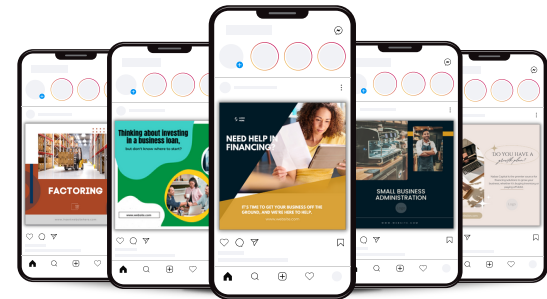 FACTORING
Thinking about investing
in a business loan,
but don't know where to start?
www.website.com
NEED HELP IN
FINANCING?
IT'S TIME TO GET YOUR BUSINESS OFF THE
GROUND, AND WE'RE HERE TO HELP.
SMALL BUSINESS
ADMINISTRATION
DO YOU HAVE A
growth plan?